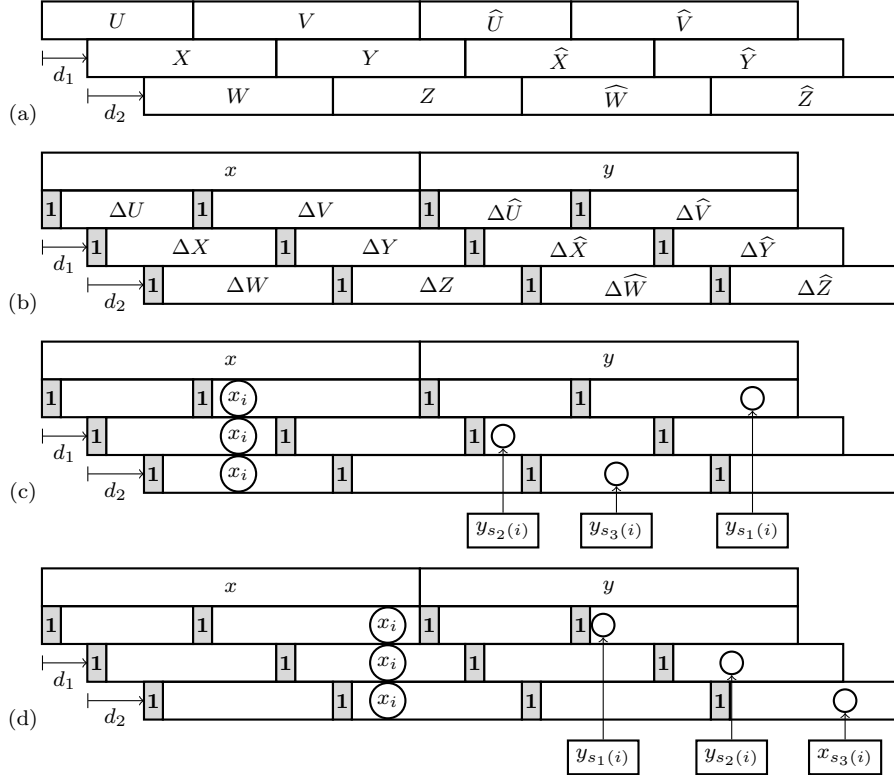 U V Û V̂
X Y X̂ Ŷ
d₁
W Z Ŵ Ẑ
d₂
(a)
x y
1 ΔU 1 ΔV 1 ΔÛ 1 ΔV̂
1 ΔX 1 ΔY 1 ΔX̂ 1 ΔŶ
d₁
1 ΔW 1 ΔZ 1 ΔŴ 1 ΔẐ
d₂
(b)
x y
1 1 xᵢ 1 1
1 xᵢ 1 1 1
d₁
1 xᵢ 1 1 1
d₂
(c)
y_{s₂(i)} y_{s₃(i)} y_{s₁(i)}
x y
1 1 xᵢ 1 1
1 1 xᵢ 1 1
d₁
1 1 xᵢ 1 1
d₂
(d)
y_{s₁(i)} y_{s₂(i)} x_{s₃(i)}